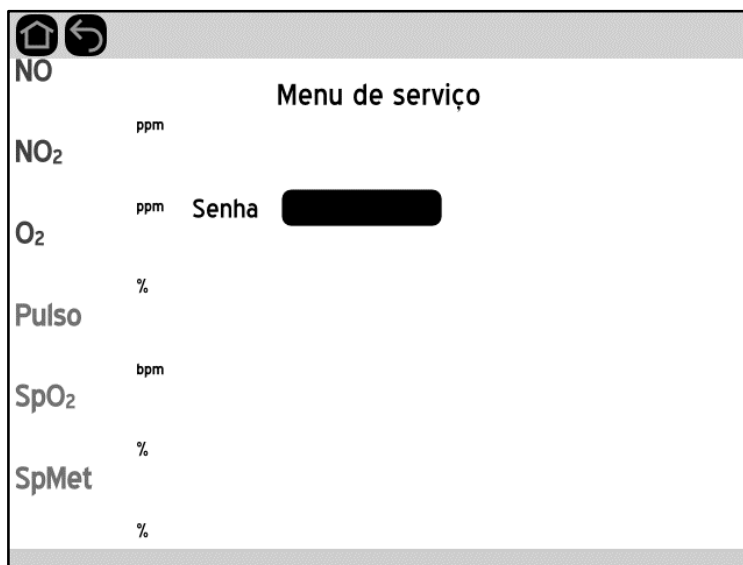 NO
Menu de serviço
ppm
NO₂
ppm
Senha
O₂
%
Pulso
bpm
SpO₂
%
SpMet
%